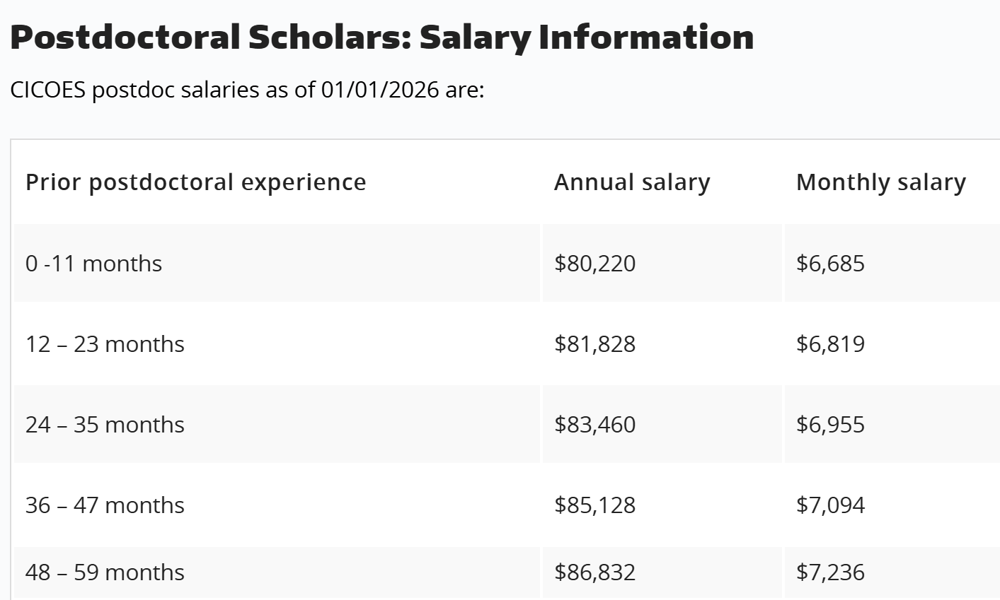 Postdoctoral Scholars: Salary Information
CICOES postdoc salaries as of 01/01/2026 are:
Prior postdoctoral experience Annual salary Monthly salary
0 -11 months $80,220 $6,685
12 – 23 months $81,828 $6,819
24 – 35 months $83,460 $6,955
36 – 47 months $85,128 $7,094
48 – 59 months $86,832 $7,236